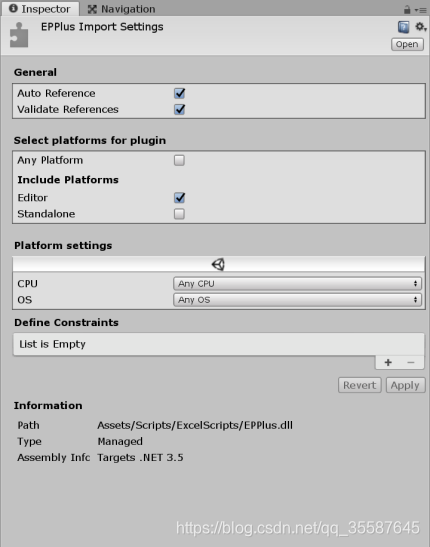 Inspector Navigation
EPPlus Import Settings
Open
General
Auto Reference
Validate References
Select platforms for plugin
Any Platform
Include Platforms
Editor
Standalone
Platform settings
CPU Any CPU
OS Any OS
Define Constraints
List is Empty
+ −
Revert Apply
Information
Path Assets/Scripts/ExcelScripts/EPPlus.dll
Type Managed
Assembly Infc Targets .NET 3.5
https://blog.csdn.net/qq_35587645